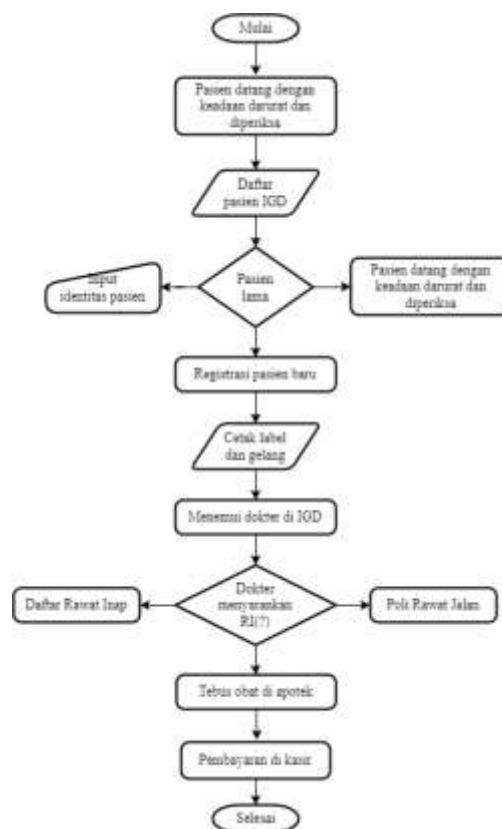 Mulai
Pasien datang dengan
keadaan darurat dan
diperiksa
Daftar
pasien IGD
Input
identitas pasien
Pasien
lama
Pasien datang dengan
keadaan darurat dan
diperiksa
Registrasi pasien baru
Cetak label
dan gelang
Menemui dokter di IGD
Daftar Rawat Inap
Dokter
menyarankan
RI(?)
Poli Rawat Jalan
Tebus obat di apotek
Pembayaran di kasir
Selesai